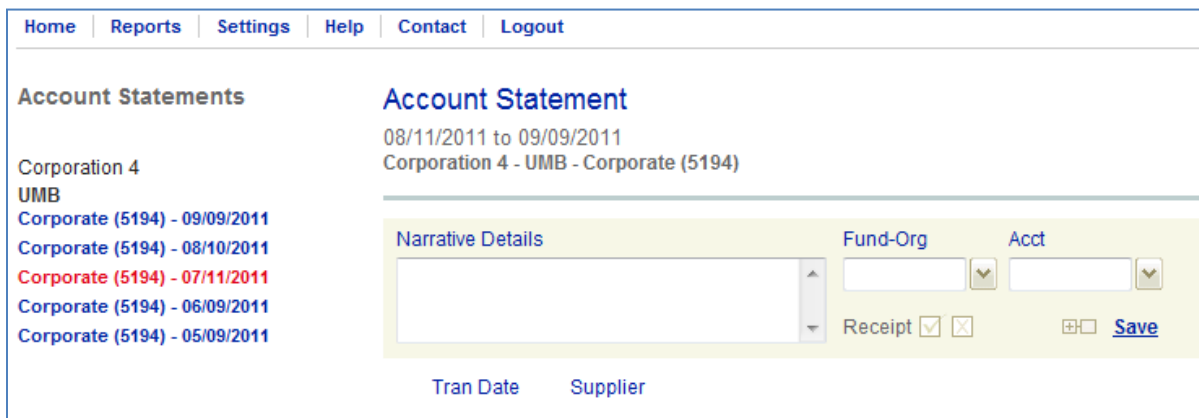 Home Reports Settings Help Contact Logout
Account Statements
Corporation 4
UMB
Corporate (5194) - 09/09/2011
Corporate (5194) - 08/10/2011
Corporate (5194) - 07/11/2011
Corporate (5194) - 06/09/2011
Corporate (5194) - 05/09/2011
Account Statement
08/11/2011 to 09/09/2011
Corporation 4 - UMB - Corporate (5194)
Narrative Details Fund-Org Acct
Receipt Save
Tran Date Supplier